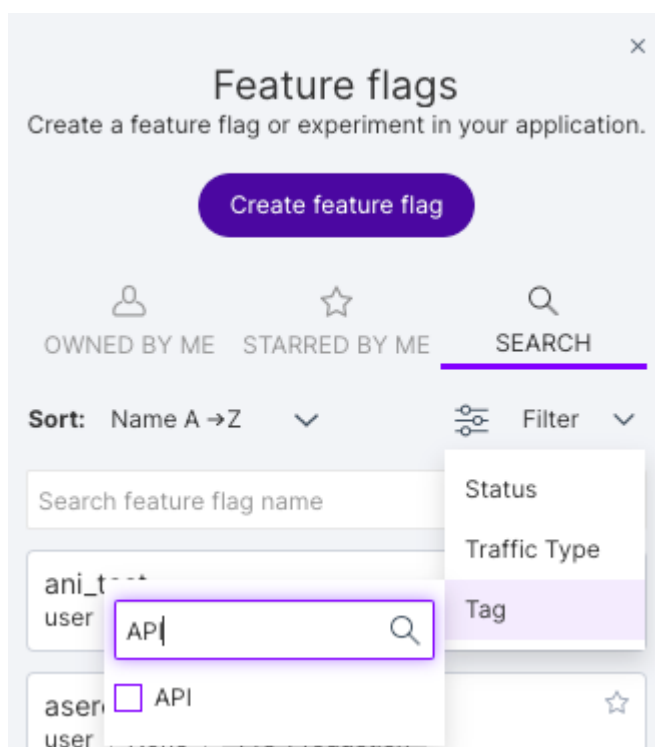 Feature flags
Create a feature flag or experiment in your application.
Create feature flag
OWNED BY ME STARRED BY ME SEARCH
Sort: Name A →Z Filter
Search feature flag name
Status
Traffic Type
Tag
ani_test
user
API
API
user